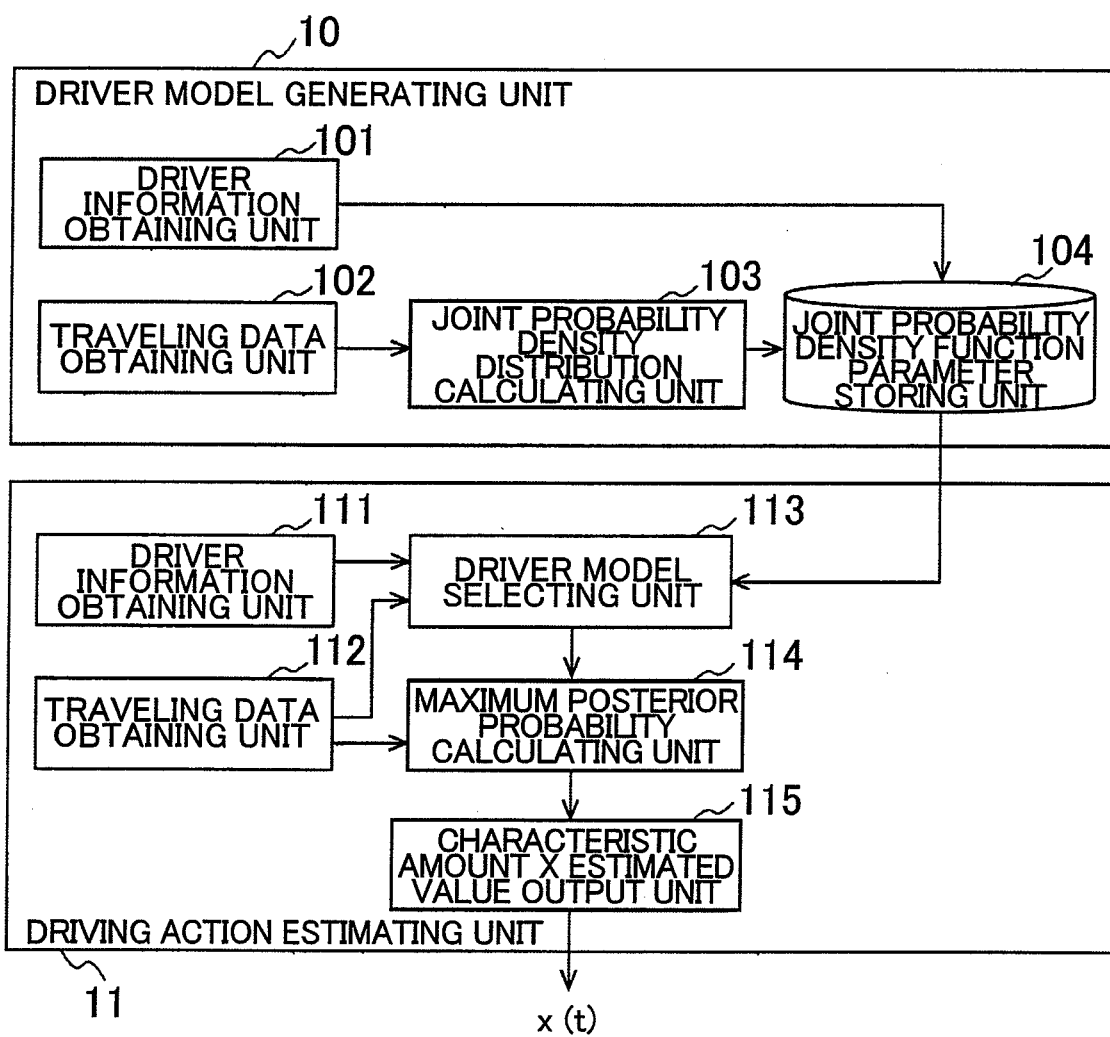 10
DRIVER MODEL GENERATING UNIT
101
DRIVER
INFORMATION
OBTAINING UNIT
102
TRAVELING DATA
OBTAINING UNIT
103
JOINT PROBABILITY
DENSITY
DISTRIBUTION
CALCULATING UNIT
104
JOINT PROBABILITY
DENSITY FUNCTION
PARAMETER
STORING UNIT
111
DRIVER
INFORMATION
OBTAINING UNIT
113
DRIVER MODEL
SELECTING UNIT
112
TRAVELING DATA
OBTAINING UNIT
114
MAXIMUM POSTERIOR
PROBABILITY
CALCULATING UNIT
115
CHARACTERISTIC
AMOUNT X ESTIMATED
VALUE OUTPUT UNIT
DRIVING ACTION ESTIMATING UNIT
11
x (t)